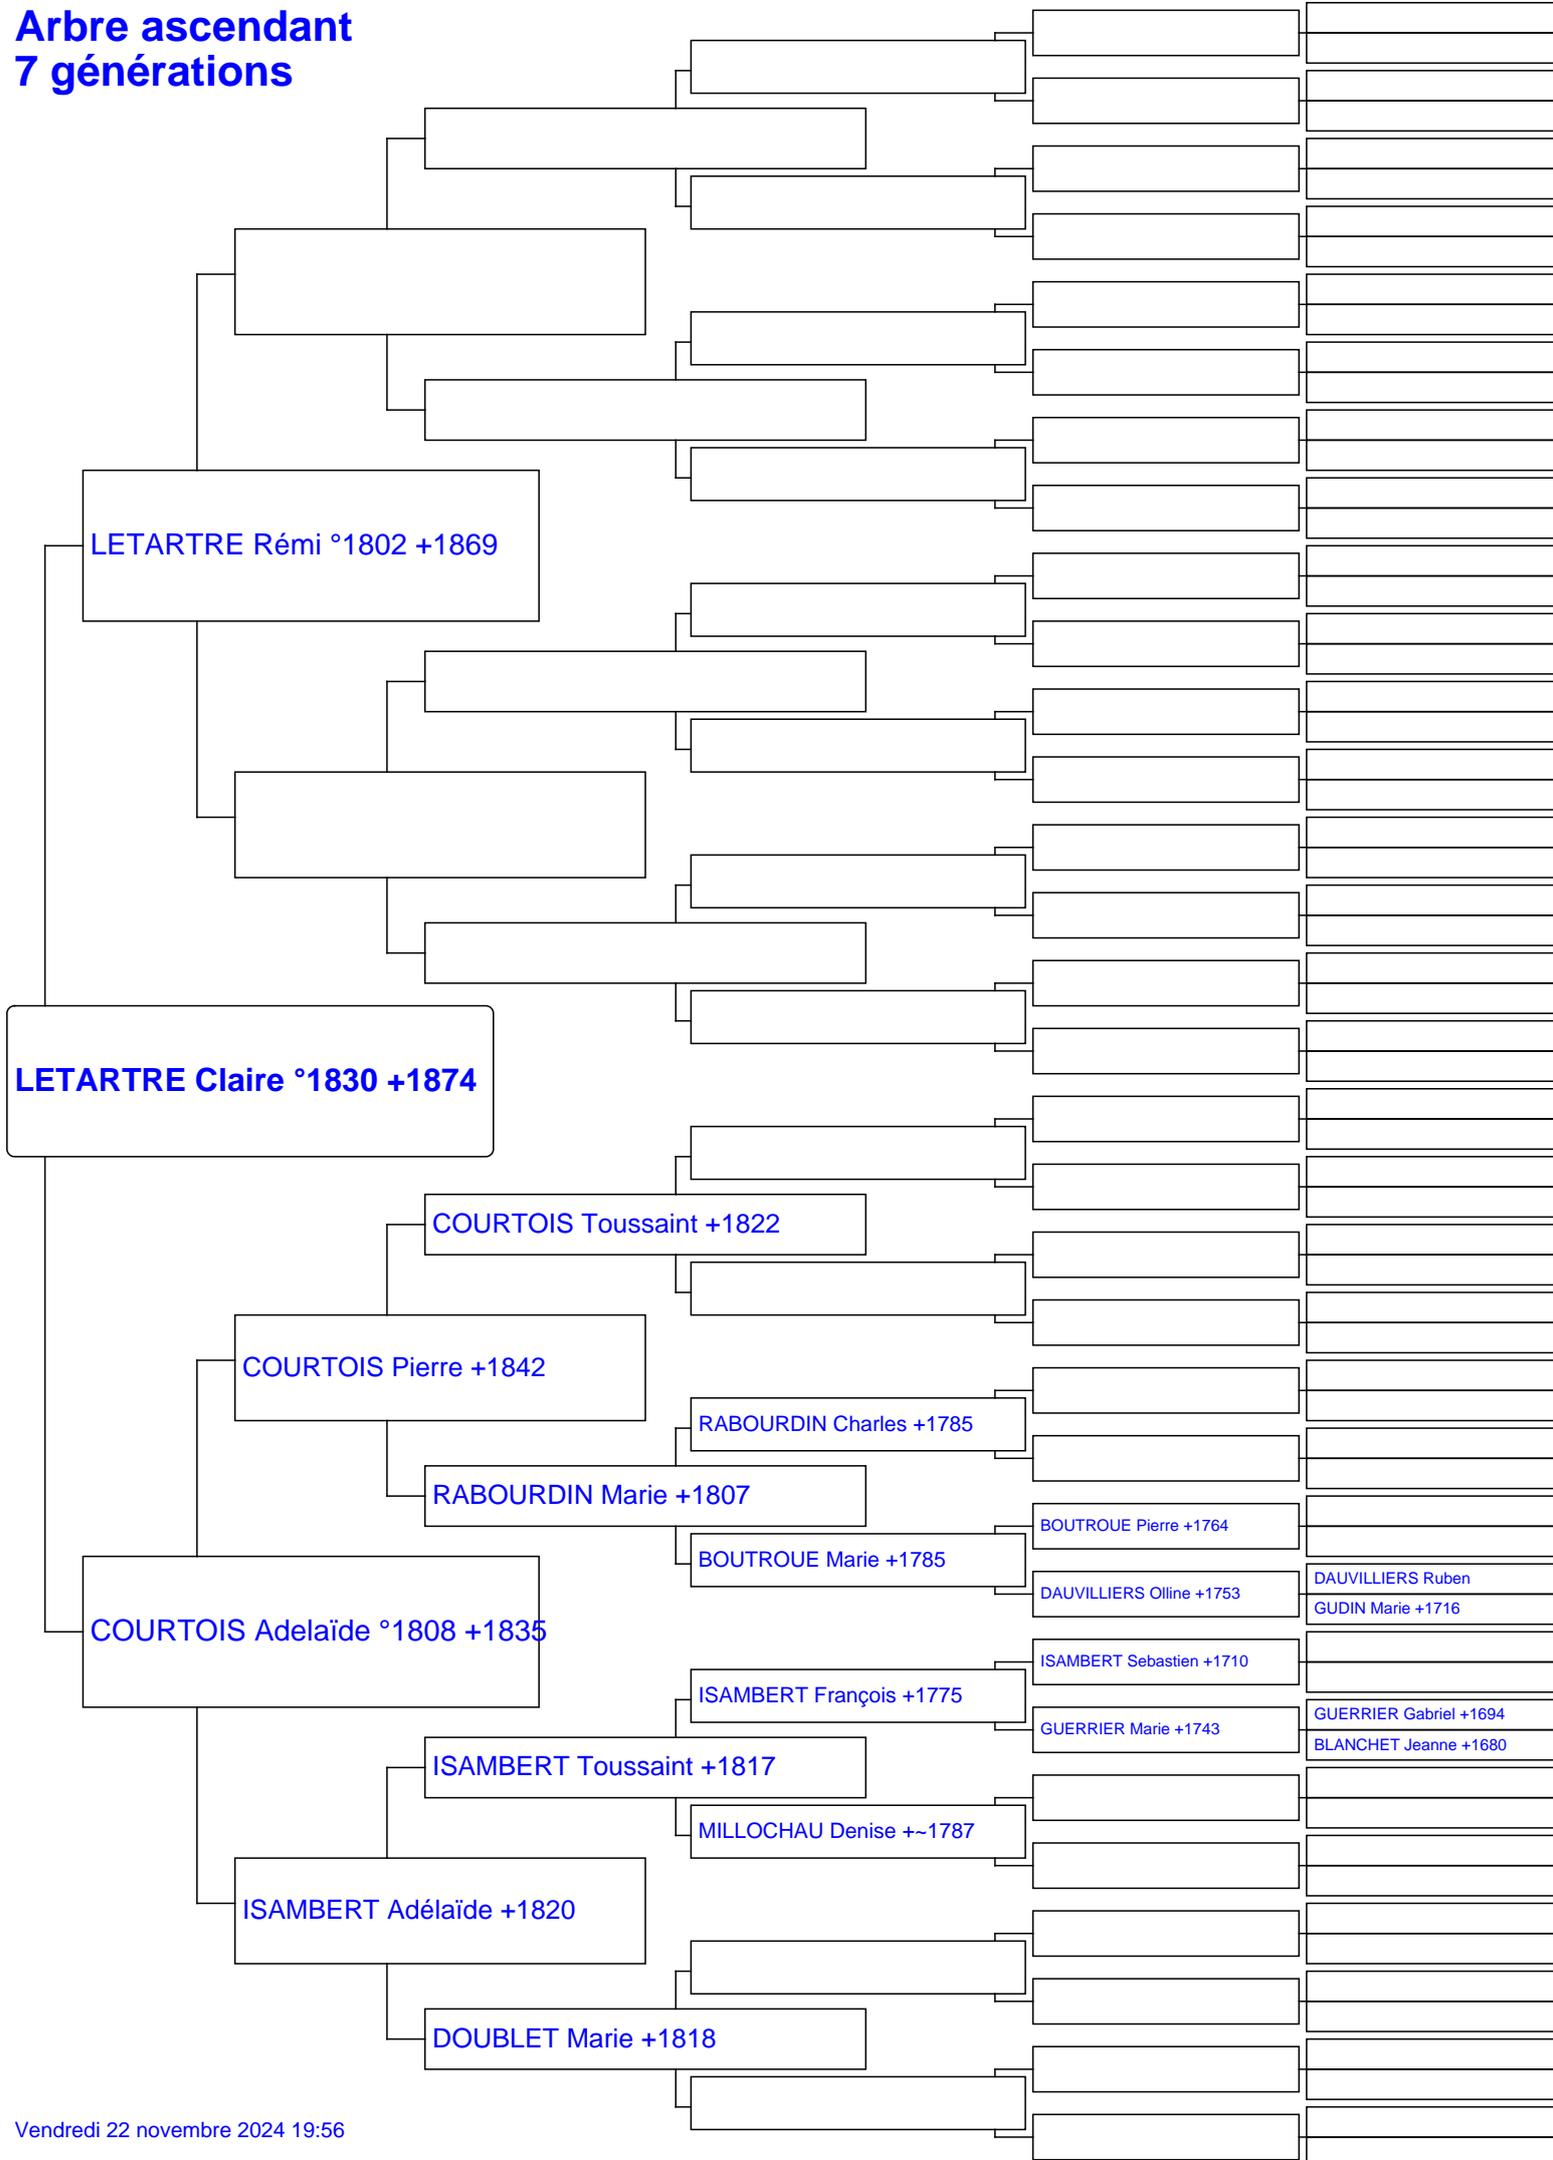 Arbre ascendant
7 générations
LETARTRE Rémi °1802 +1869
LETARTRE Claire °1830 +1874
COURTOIS Toussaint +1822
COURTOIS Pierre +1842
RABOURDIN Charles +1785
RABOURDIN Marie +1807
BOUTROUE Pierre +1764
BOUTROUE Marie +1785
DAUVILLIERS Ruben
DAUVILLIERS Olline +1753
GUDIN Marie +1716
COURTOIS Adelaïde °1808 +1835
ISAMBERT Sebastien +1710
ISAMBERT François +1775
GUERRIER Gabriel +1694
GUERRIER Marie +1743
BLANCHET Jeanne +1680
ISAMBERT Toussaint +1817
MILLOCHAU Denise +~1787
ISAMBERT Adélaïde +1820
DOUBLET Marie +1818
Vendredi 22 novembre 2024 19:56